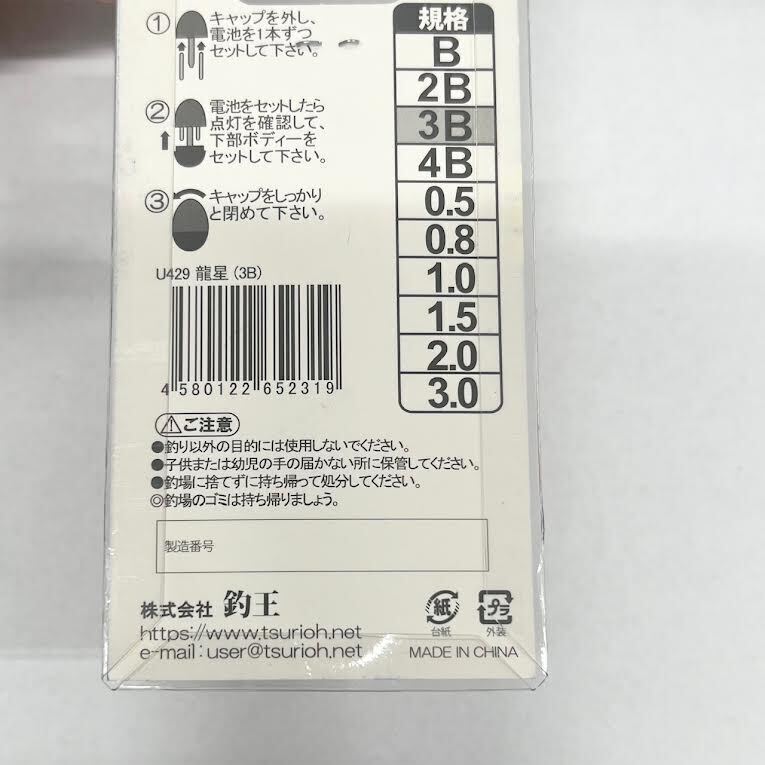 ① キャップを外し、
電池を1本ずつ
セットして下さい。
② 電池をセットしたら
点灯を確認して、
下部ボディーを
セットして下さい。
③ キャップをしっかり
と閉めて下さい。
規格
B
2B
3B
4B
0.5
0.8
1.0
1.5
2.0
3.0
U429 龍星 (3B)
4 580122 652319
ご注意
●釣り以外の目的には使用しないでください。
●子供または幼児の手の届かない所に保管してください。
●釣場に捨てずに持ち帰って処分してください。
◎釣場のゴミは持ち帰りましょう。
製造番号
株式会社 釣王
https://www.tsurioh.net
e-mail:user@tsurioh.net
紙
台紙
プラ
外装
MADE IN CHINA